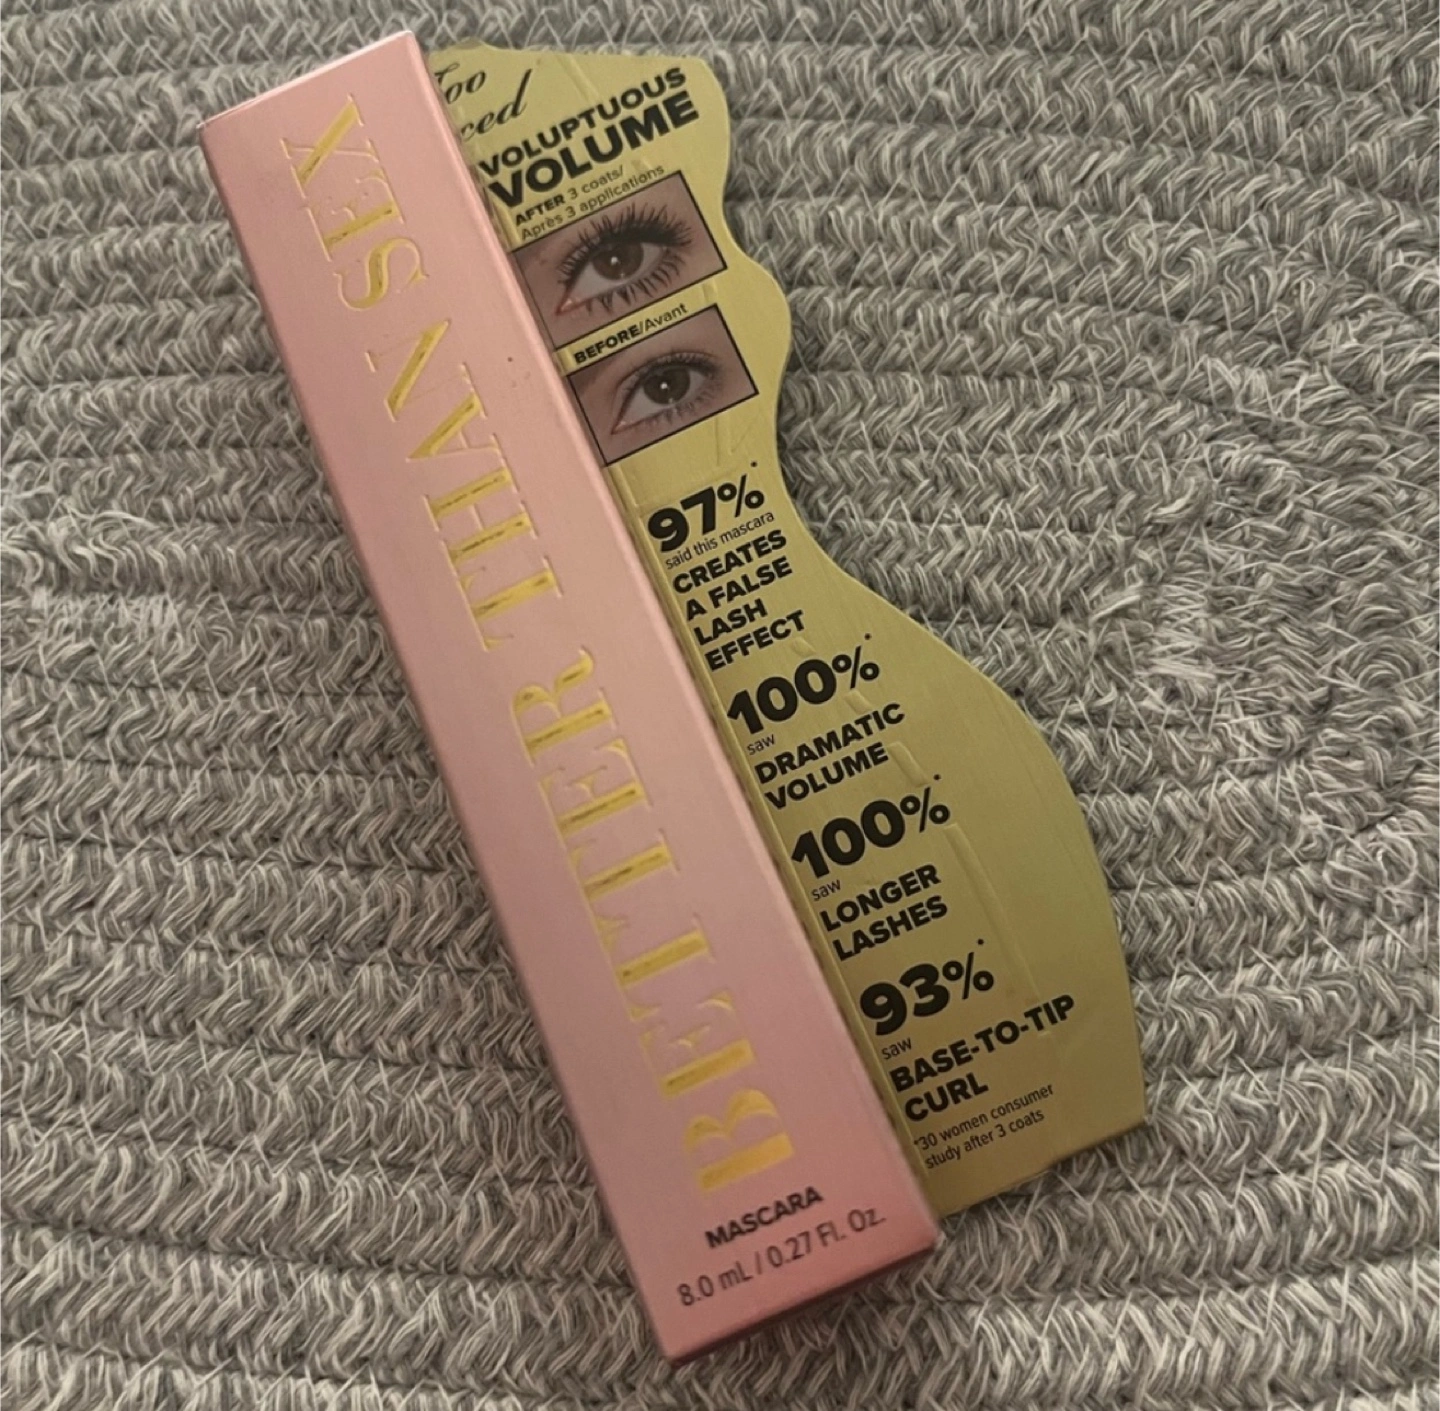 BETTER THAN SEX
MASCARA
8.0 mL / 0.27 Fl. Oz.
Too
ced
VOLUPTUOUS
VOLUME
AFTER 3 coats/
Après 3 applications
BEFORE/Avant
97%*
said this mascara
CREATES
A FALSE
LASH
EFFECT
100%*
saw
DRAMATIC
VOLUME
100%*
saw
LONGER
LASHES
93%*
saw
BASE-TO-TIP
CURL
*30 women consumer
study after 3 coats